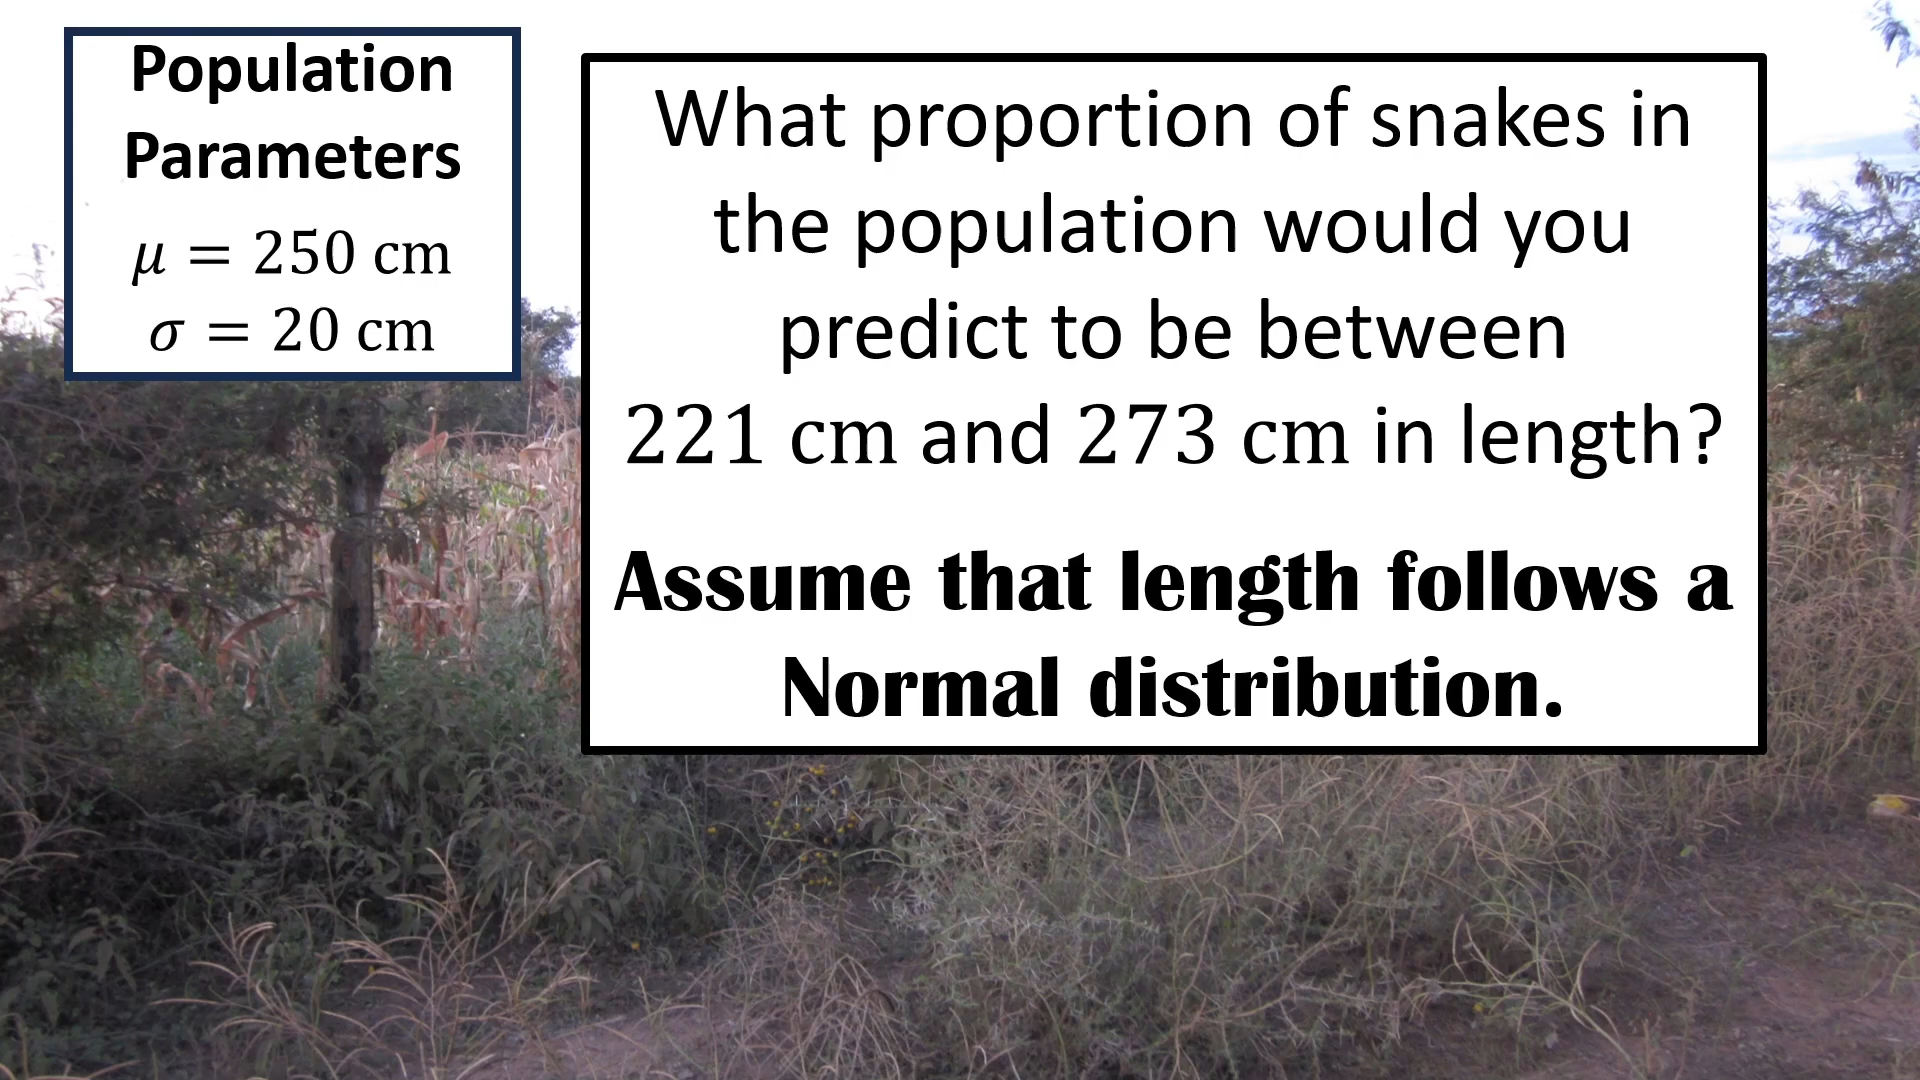 Population
Parameters
μ = 250 cm
σ = 20 cm
What proportion of snakes in
the population would you
predict to be between
221 cm and 273 cm in length?
Assume that length follows a
Normal distribution.